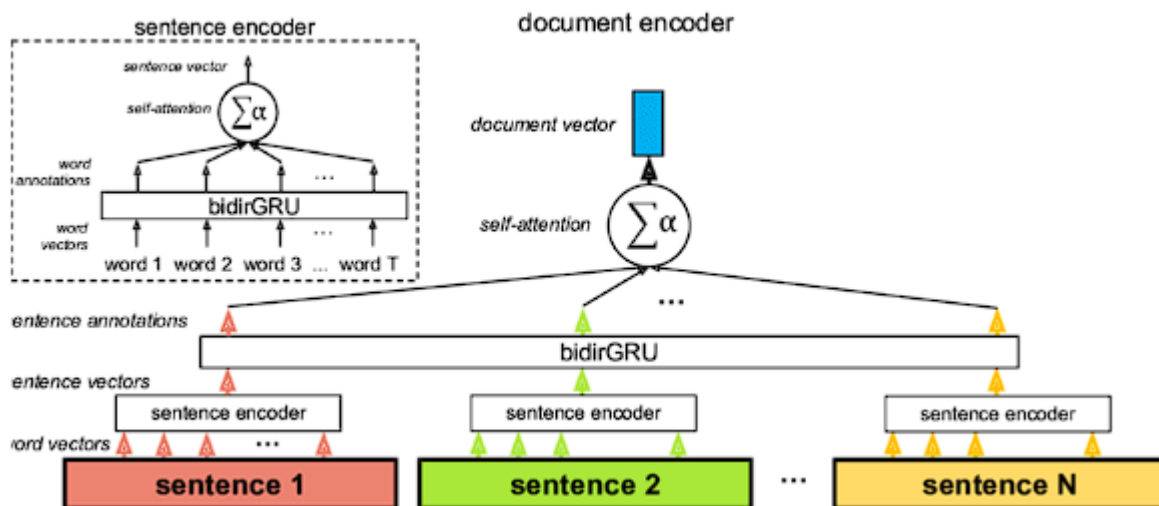 sentence encoder
document encoder
sentence vector
self-attention
∑α
word
annotations
bidirGRU
word
vectors
word 1 word 2 word 3 ... word T
document vector
self-attention
∑α
...
entence annotations
bidirGRU
entence vectors
sentence encoder sentence encoder sentence encoder
word vectors ...
sentence 1 sentence 2 ... sentence N